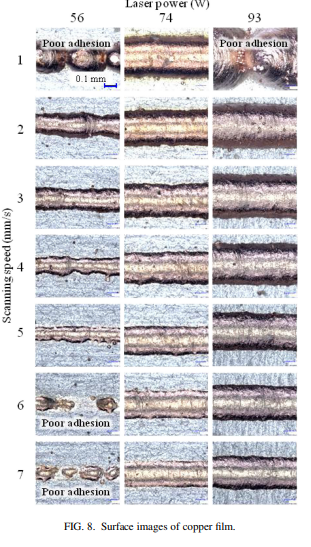 Laser power (W)
56 74 93
Poor adhesion Poor adhesion
1
0.1 mm
2
3
Scanning speed (mm/s)
4
5
6
Poor adhesion
7
Poor adhesion
FIG. 8. Surface images of copper film.